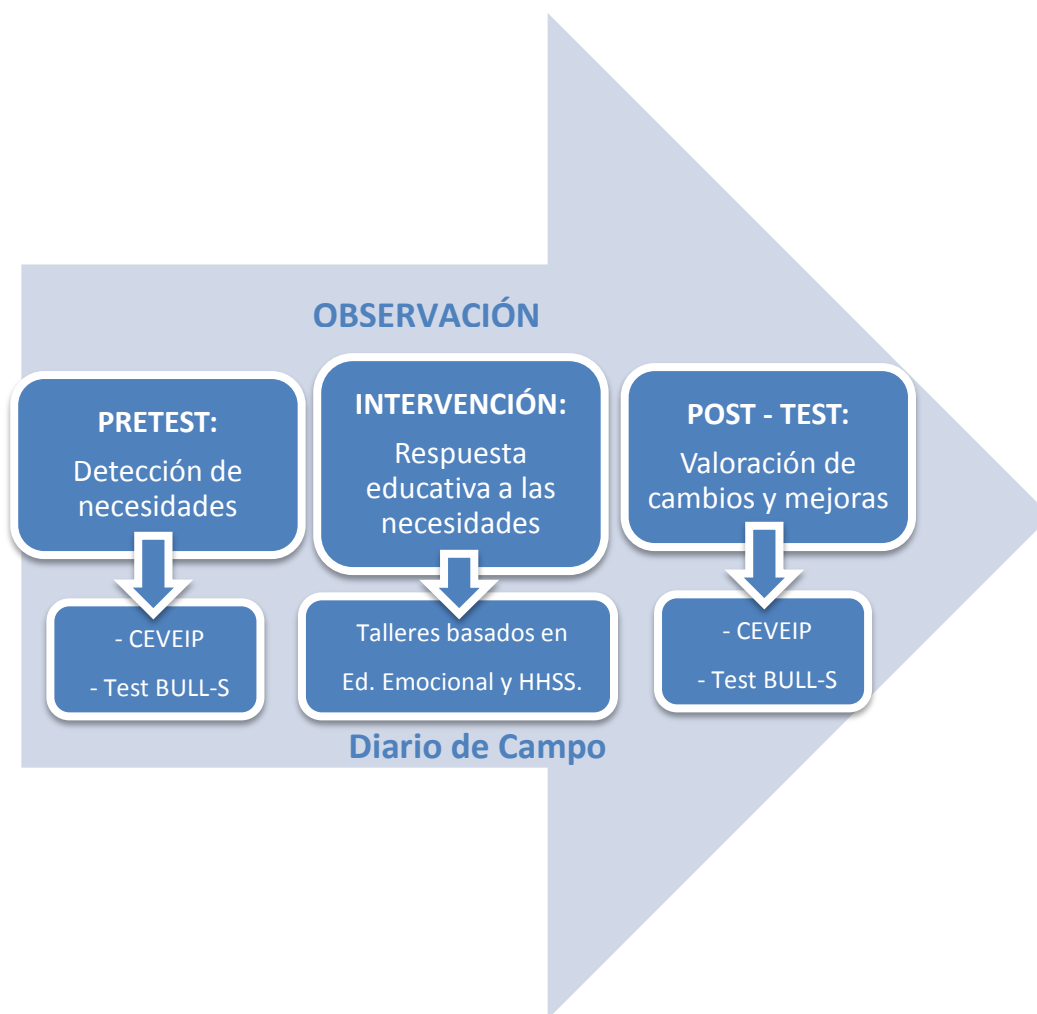 OBSERVACIÓN
PRETEST:
Detección de
necesidades
INTERVENCIÓN:
Respuesta
educativa a las
necesidades
POST - TEST:
Valoración de
cambios y mejoras
- CEVEIP
- Test BULL-S
Talleres basados en
Ed. Emocional y HHSS.
- CEVEIP
- Test BULL-S
Diario de Campo